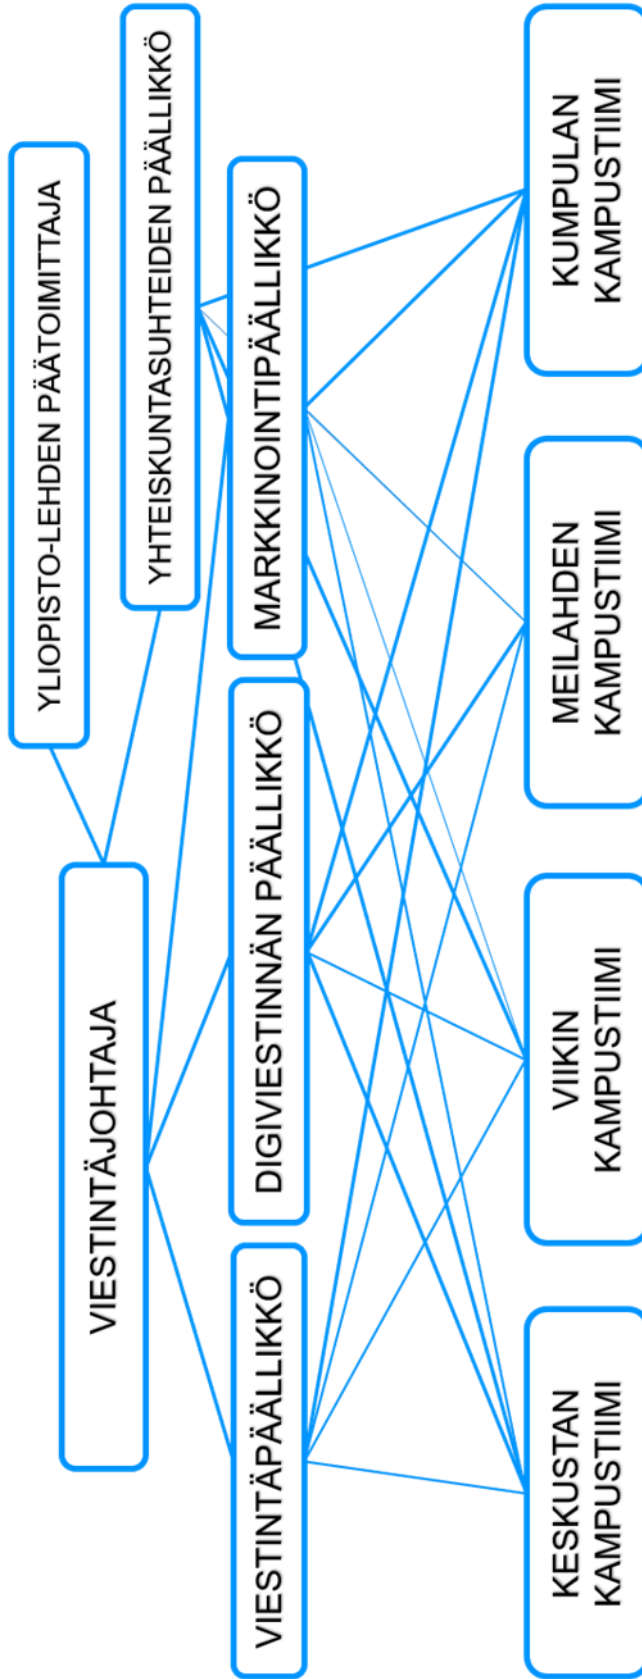 YLIOPISTO-LEHDEN PÄÄTOIMITTAJA
VIESTINTÄJOHTAJA
YHTEISKUNTASUHTEIDEN PÄÄLLIKKÖ
VIESTINTÄPÄÄLLIKKÖ
DIGIVIESTINNÄN PÄÄLLIKKÖ
MARKKINOINTIPÄÄLLIKKÖ
KESKUSTAN
KAMPUSTIIMI
VIIKIN
KAMPUSTIIMI
MEILAHDEN
KAMPUSTIIMI
KUMPULAN
KAMPUSTIIMI